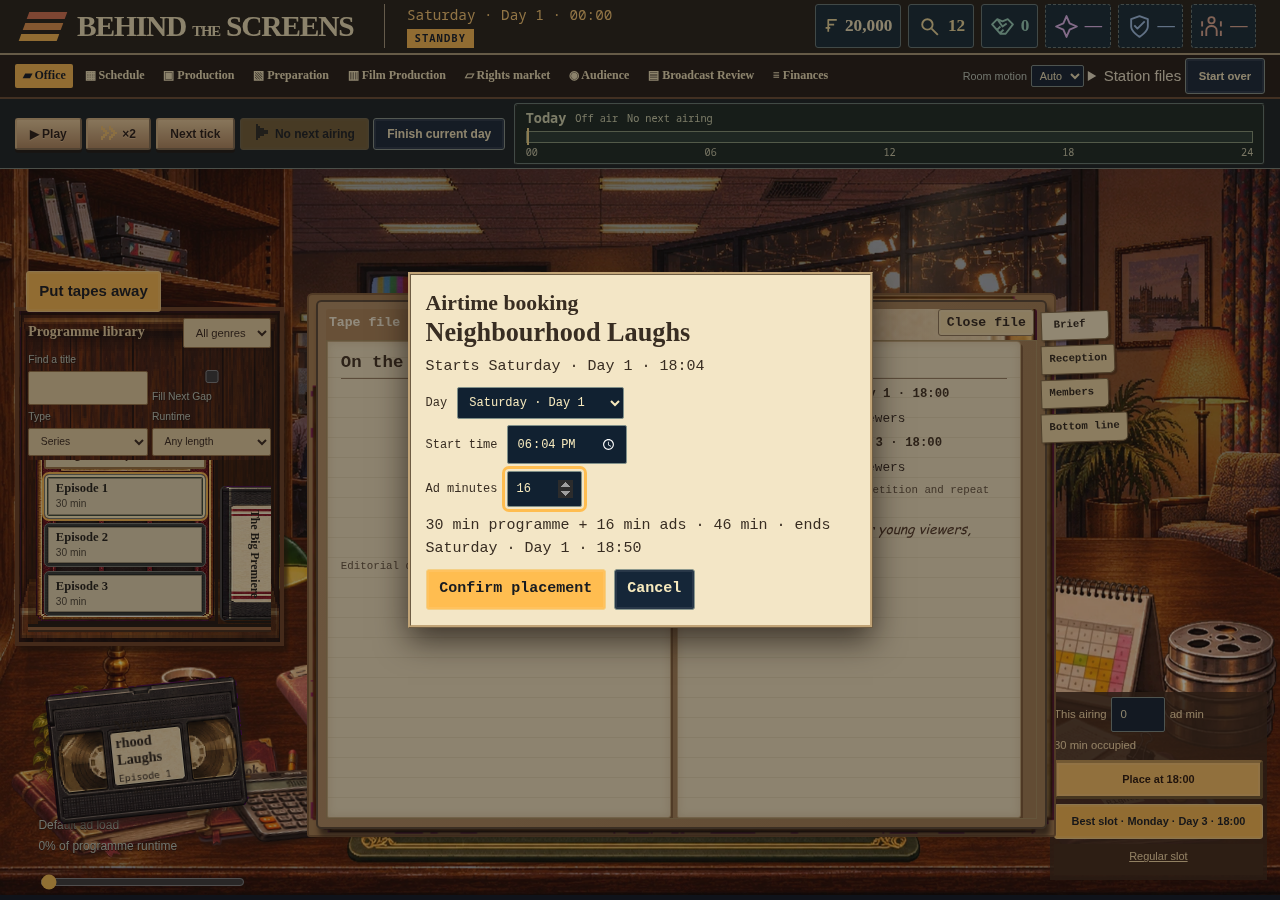 BEHIND THE SCREENS
Saturday · Day 1 · 00:00
STANDBY
20,000
12
0
—
—
—
Office
Schedule
Production
Preparation
Film Production
Rights market
Audience
Broadcast Review
Finances
Room motion
Auto
Station files
Start over
Play
×2
Next tick
No next airing
Finish current day
Today Off air No next airing
00 06 12 18 24
Put tapes away
Programme library
All genres
Find a title
Fill Next Gap
Type
Runtime
Series
Any length
Episode 1
30 min
Episode 2
30 min
Episode 3
30 min
The Big Premiere
rhood
Laughs
Episode 1
Default ad load
0% of programme runtime
Tape file
Close file
On the
1 · 18:00
3 · 18:00
etition and repeat
young viewers,
Editorial
Brief
Reception
Members
Bottom line
Airtime booking
Neighbourhood Laughs
Starts Saturday · Day 1 · 18:04
Day
Saturday · Day 1
Start time
06:04 PM
Ad minutes
16
30 min programme + 16 min ads · 46 min · ends
Saturday · Day 1 · 18:50
Confirm placement
Cancel
This airing 0 ad min
30 min occupied
Place at 18:00
Best slot · Monday · Day 3 · 18:00
Regular slot